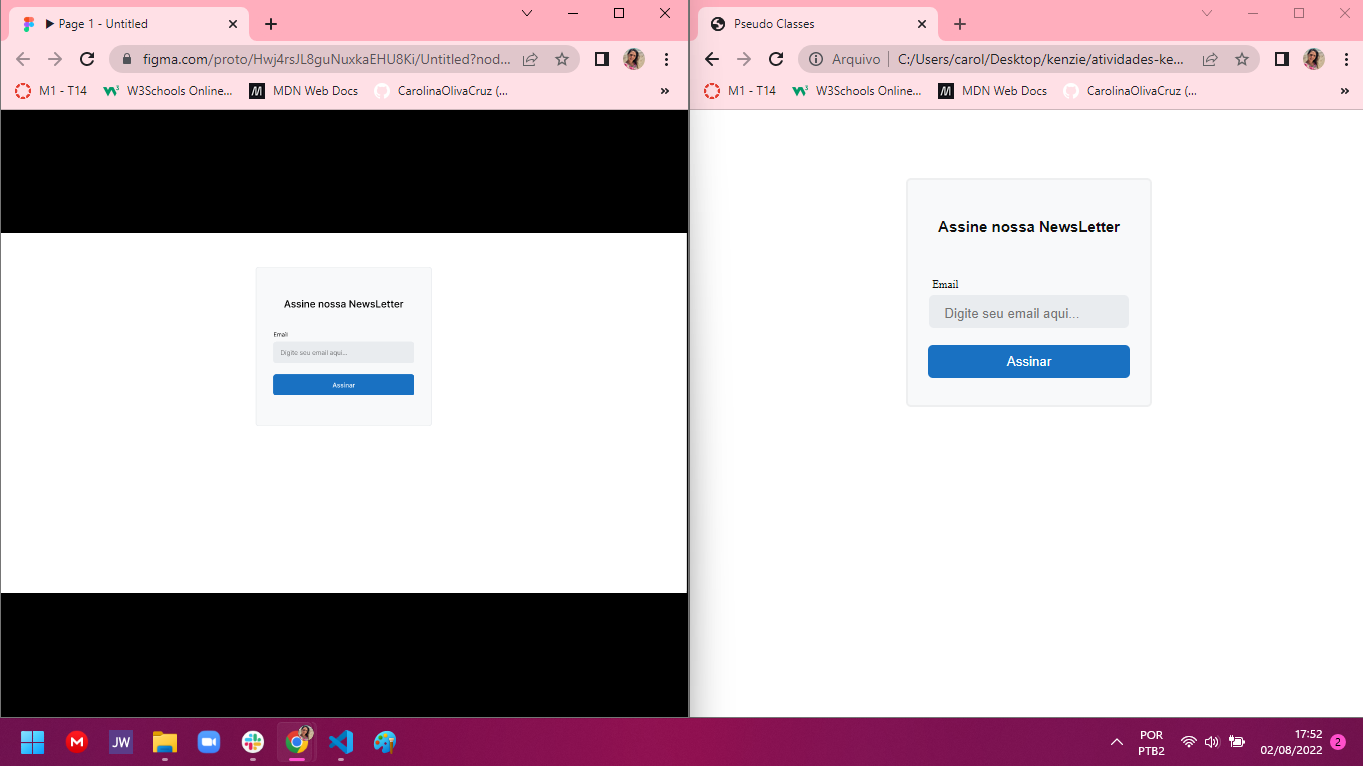 Page 1 - Untitled
figma.com/proto/Hwj4rsJL8guNuxkaEHU8Ki/Untitled?nod...
M1 - T14
W3Schools Online...
MDN Web Docs
CarolinaOlivaCruz (...
»
Assine nossa NewsLetter
Email
Digite seu email aqui...
Assinar
Pseudo Classes
Arquivo
C:/Users/carol/Desktop/kenzie/atividades-ke...
M1 - T14
W3Schools Online...
MDN Web Docs
CarolinaOlivaCruz (...
»
Assine nossa NewsLetter
Email
Digite seu email aqui...
Assinar
M
JW
POR
PTB2
17:52
02/08/2022
2